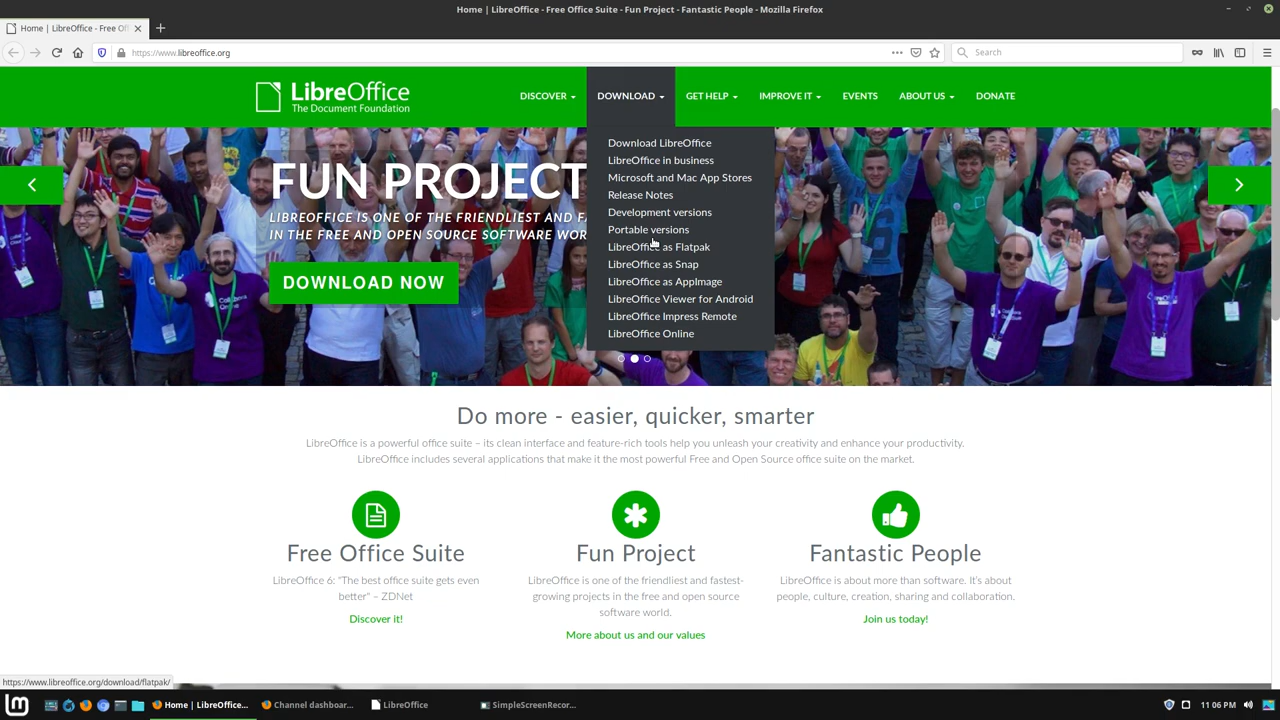 Home | LibreOffice - Free Office Suite - Fun Project - Fantastic People - Mozilla Firefox
Home | LibreOffice - Free Of
https://www.libreoffice.org
Search
LibreOffice
The Document Foundation
DISCOVER
DOWNLOAD
GET HELP
IMPROVE IT
EVENTS
ABOUT US
DONATE
Download LibreOffice
LibreOffice in business
Microsoft and Mac App Stores
Release Notes
Development versions
Portable versions
LibreOffice as Flatpak
LibreOffice as Snap
LibreOffice as AppImage
LibreOffice Viewer for Android
LibreOffice Impress Remote
LibreOffice Online
FUN PROJECT
LIBREOFFICE IS ONE OF THE FRIENDLIEST AND
IN THE FREE AND OPEN SOURCE SOFTWARE
DOWNLOAD NOW
Do more - easier, quicker, smarter
LibreOffice is a powerful office suite – its clean interface and feature-rich tools help you unleash your creativity and enhance your productivity.
LibreOffice includes several applications that make it the most powerful Free and Open Source office suite on the market.
Free Office Suite
LibreOffice 6: "The best office suite gets even
better" – ZDNet
Discover it!
Fun Project
LibreOffice is one of the friendliest and fastest-
growing projects in the free and open source
software world.
More about us and our values
Fantastic People
LibreOffice is about more than software. It's about
people, culture, creation, sharing and collaboration.
Join us today!
https://www.libreoffice.org/download/flatpak/
Home | LibreOffice...
Channel dashboar...
LibreOffice
SimpleScreenRecor...
11 06 PM